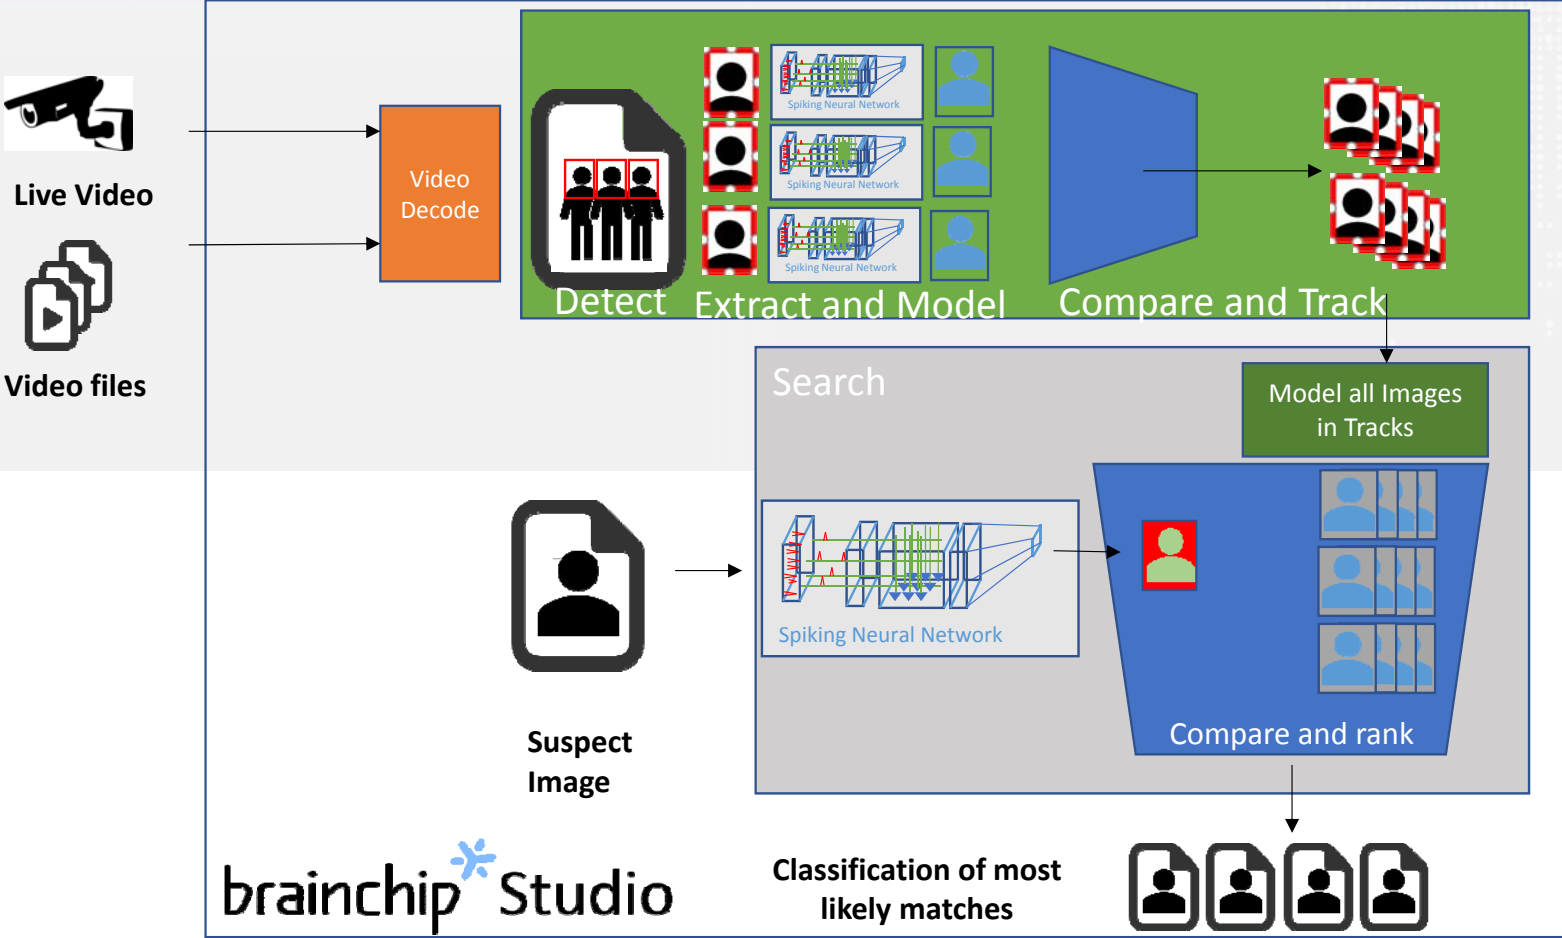 Live Video
Video files
Video
Decode
Detect
Spiking Neural Network
Spiking Neural Network
Spiking Neural Network
Extract and Model
Compare and Track
Search
Model all Images
in Tracks
Spiking Neural Network
Compare and rank
Suspect
Image
brainchip Studio
Classification of most
likely matches